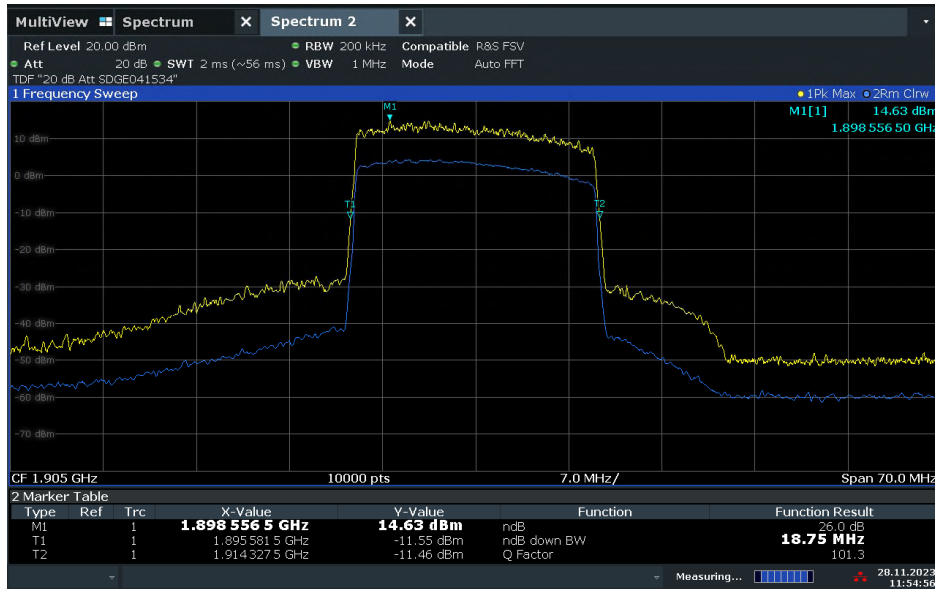 MultiView Spectrum X Spectrum 2 X
Ref Level 20.00 dBm RBW 200 kHz Compatible R&S FSV
Att 20 dB SWT 2 ms (~56 ms) VBW 1 MHz Mode Auto FFT
TDF "20 dB Att SDGE041534"
1 Frequency Sweep 1Pk Max 2Rm Clrw
M1 M1[1] 14.63 dBm
1.898 556 50 GHz
10 dBm
0 dBm
T1 T2
-10 dBm
-20 dBm
-30 dBm
-40 dBm
-50 dBm
-60 dBm
-70 dBm
CF 1.905 GHz 10000 pts 7.0 MHz/ Span 70.0 MHz
2 Marker Table
Type Ref Trc X-Value Y-Value Function Function Result
M1 1 1.898 556 5 GHz 14.63 dBm ndB 26.0 dB
T1 1 1.895 581 5 GHz -11.55 dBm ndB down BW 18.75 MHz
T2 1 1.914 327 5 GHz -11.46 dBm Q Factor 101.3
Measuring... 28.11.2023
11:54:56